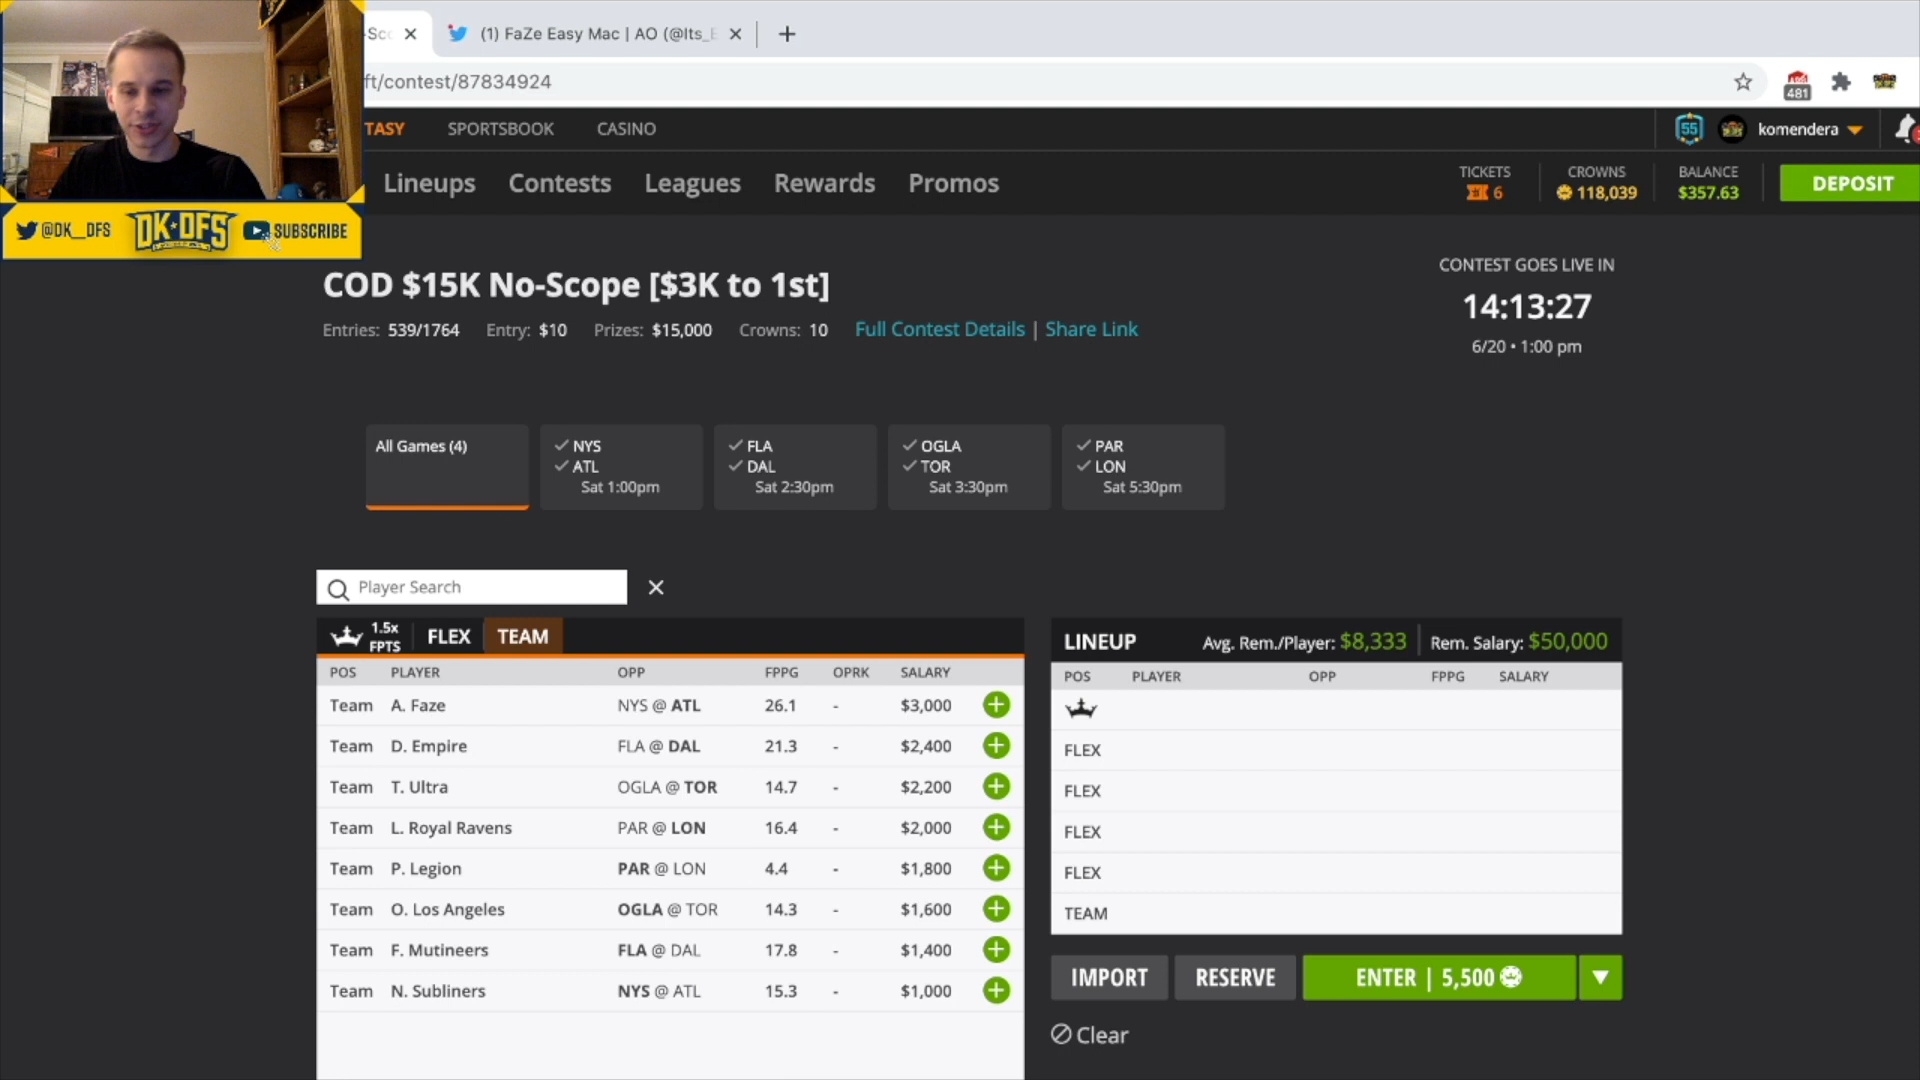 (1) FaZe Easy Mac | AO (@Its_E
ft/contest/87834924
481
TASY SPORTSBOOK CASINO
55 komendera
Lineups Contests Leagues Rewards Promos
TICKETS 6
CROWNS 118,039
BALANCE $357.63
DEPOSIT
@DK__DFS DK DFS SUBSCRIBE
COD $15K No-Scope [$3K to 1st]
Entries: 539/1764 Entry: $10 Prizes: $15,000 Crowns: 10 Full Contest Details | Share Link
CONTEST GOES LIVE IN
14:13:27
6/20 • 1:00 pm
All Games (4)
NYS
ATL
Sat 1:00pm
FLA
DAL
Sat 2:30pm
OGLA
TOR
Sat 3:30pm
PAR
LON
Sat 5:30pm
Player Search
1.5x FPTS FLEX TEAM
POS PLAYER OPP FPPG OPRK SALARY
Team A. Faze NYS @ ATL 26.1 - $3,000
Team D. Empire FLA @ DAL 21.3 - $2,400
Team T. Ultra OGLA @ TOR 14.7 - $2,200
Team L. Royal Ravens PAR @ LON 16.4 - $2,000
Team P. Legion PAR @ LON 4.4 - $1,800
Team O. Los Angeles OGLA @ TOR 14.3 - $1,600
Team F. Mutineers FLA @ DAL 17.8 - $1,400
Team N. Subliners NYS @ ATL 15.3 - $1,000
LINEUP Avg. Rem./Player: $8,333 Rem. Salary: $50,000
POS PLAYER OPP FPPG SALARY
FLEX
FLEX
FLEX
FLEX
TEAM
IMPORT RESERVE ENTER | 5,500
Clear